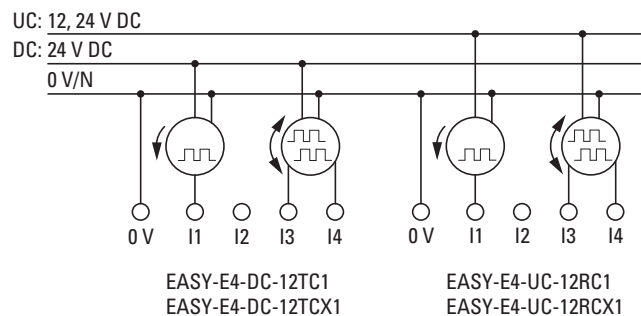 UC: 12, 24 V DC
DC: 24 V DC
0 V/N
0 V I1 I2 I3 I4 0 V I1 I2 I3 I4
EASY-E4-DC-12TC1 EASY-E4-UC-12RC1
EASY-E4-DC-12TCX1 EASY-E4-UC-12RCX1